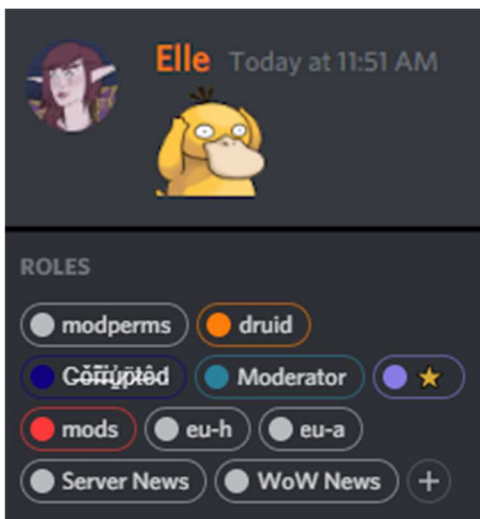 Elle Today at 11:51 AM
ROLES
modperms druid
Corrupted Moderator ⭐
mods eu-h eu-a
Server News WoW News +